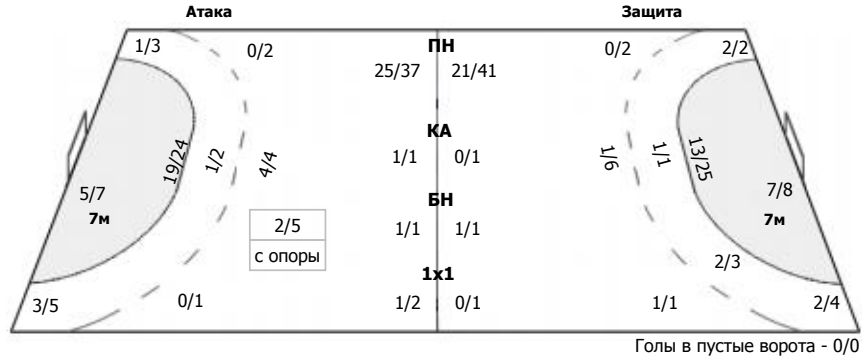 Атака Защита
1/3 0/2 ПН 0/2 2/2
25/37 21/41
КА
19/24 1/2 4/4 1/1 0/1 1/6 1/1 13/25
5/7 БН 7/8
7м 2/5 1/1 1/1 7м
с опоры 2/3
1x1
3/5 0/1 1/2 0/1 1/1 2/4
Голы в пустые ворота - 0/0